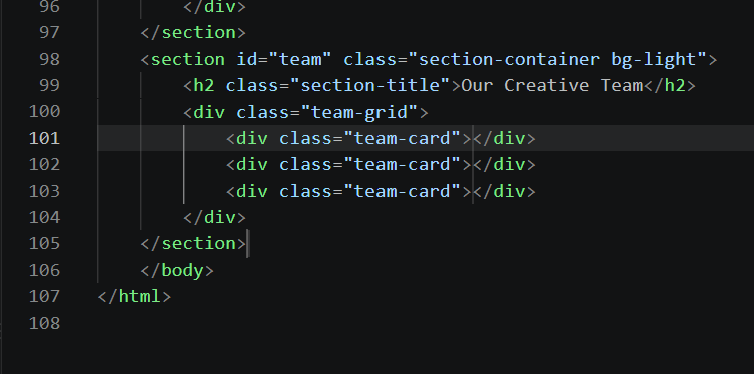 96 </div>
97 </section>
98 <section id="team" class="section-container bg-light">
99 <h2 class="section-title">Our Creative Team</h2>
100 <div class="team-grid">
101 <div class="team-card"></div>
102 <div class="team-card"></div>
103 <div class="team-card"></div>
104 </div>
105 </section>
106 </body>
107 </html>
108